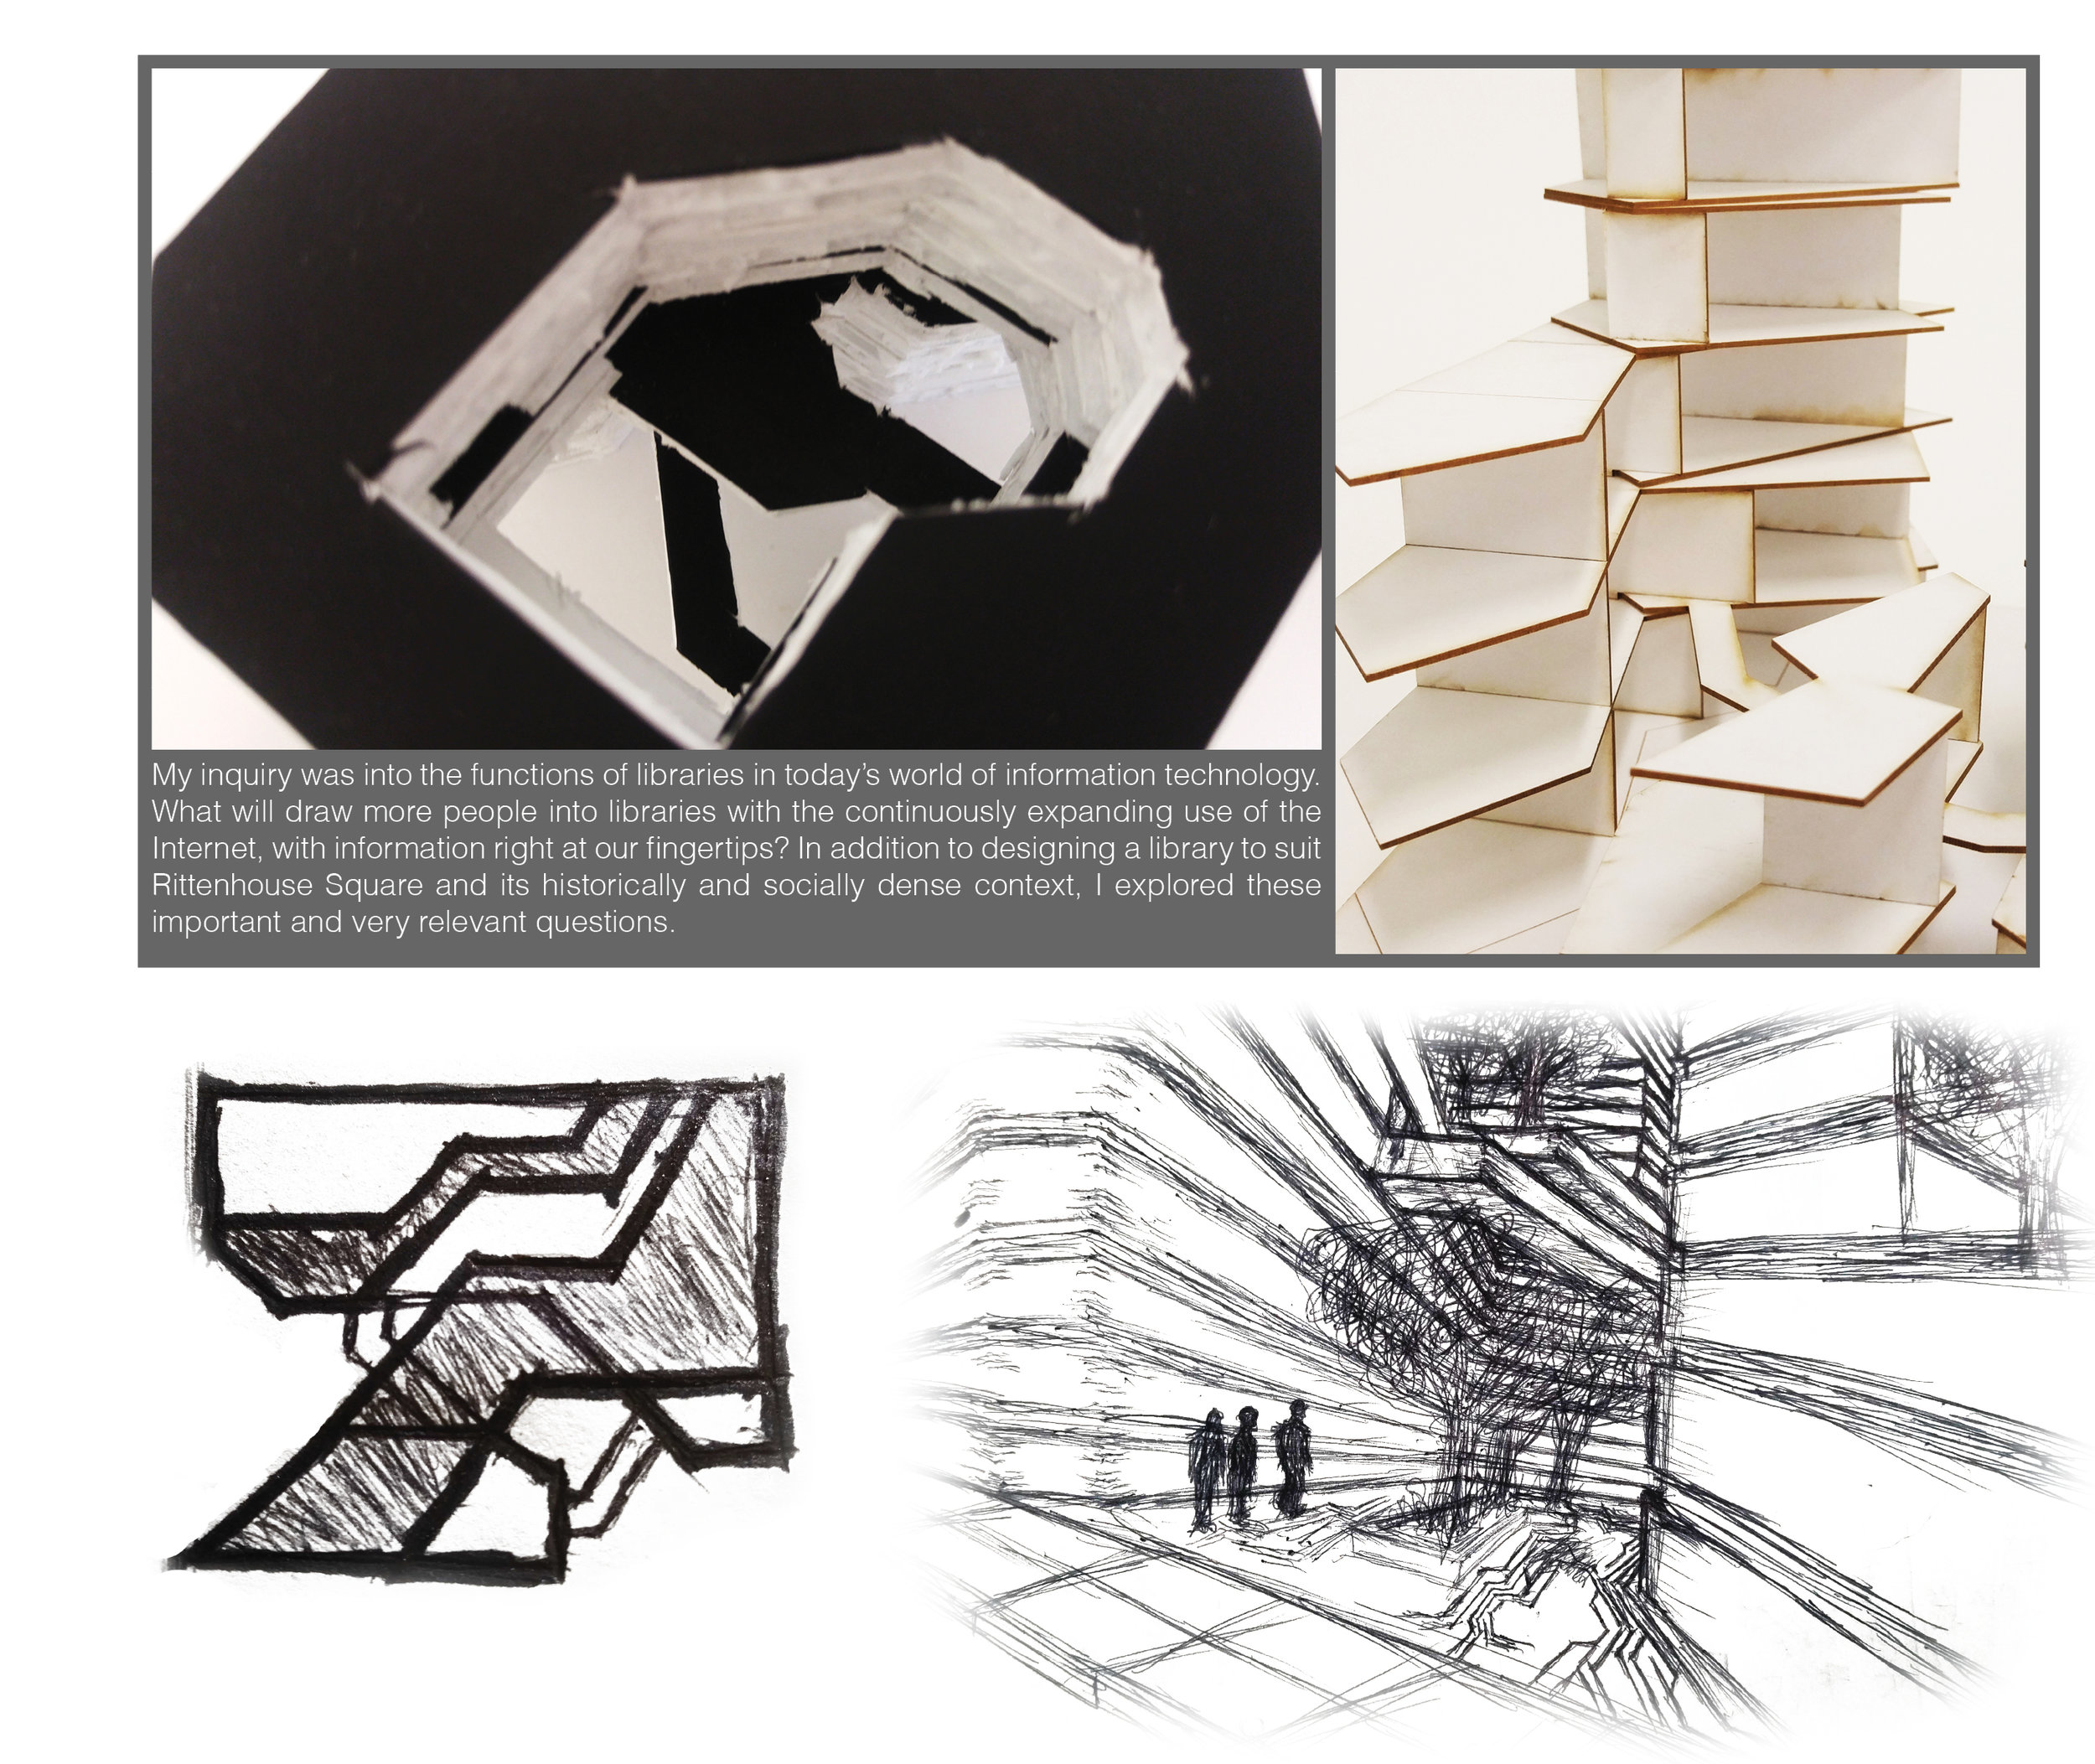 My inquiry was into the functions of libraries in today’s world of information technology.
What will draw more people into libraries with the continuously expanding use of the
Internet, with information right at our fingertips? In addition to designing a library to suit
Rittenhouse Square and its historically and socially dense context, I explored these
important and very relevant questions.